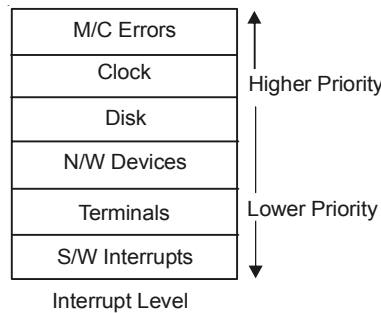 M/C Errors
Clock
Higher Priority
Disk
N/W Devices
Terminals
Lower Priority
S/W Interrupts
Interrupt Level